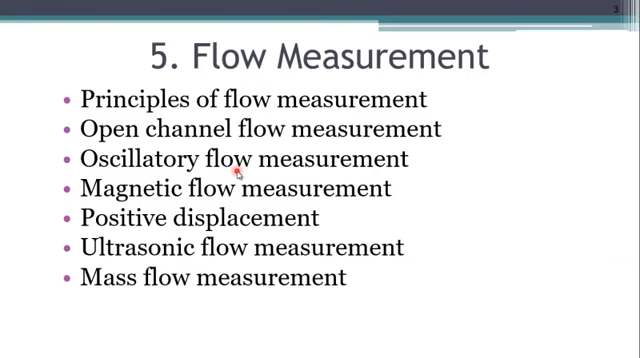 3
5. Flow Measurement
• Principles of flow measurement
• Open channel flow measurement
• Oscillatory flow measurement
• Magnetic flow measurement
• Positive displacement
• Ultrasonic flow measurement
• Mass flow measurement